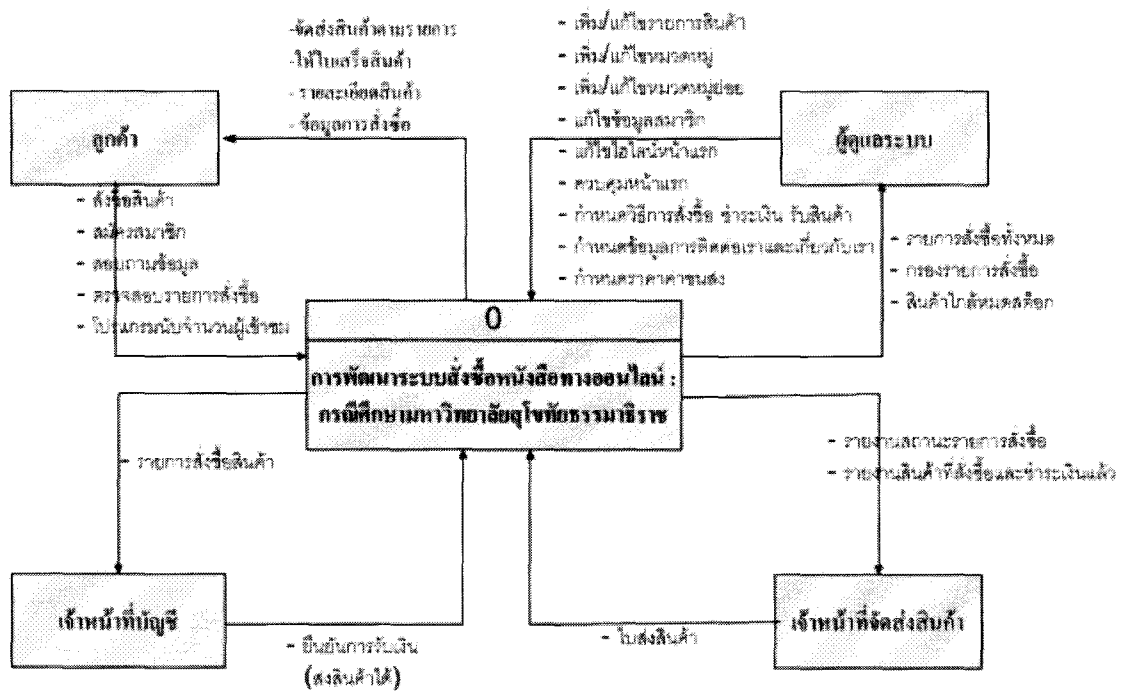 -จัดส่งสินค้าตามรายการ
-ให้ใบเสร็จสินค้า
- รายละเอียดสินค้า
- ข้อมูลการสั่งซื้อ
- เพิ่ม/แก้ไขรายการสินค้า
- เพิ่ม/แก้ไขหมวดหมู่
- เพิ่ม/แก้ไขหมวดหมู่ย่อย
- แก้ไขข้อมูลสมาชิก
- แก้ไขไฮไลน์หน้าแรก
- ควบคุมหน้าแรก
- กำหนดวิธีการสั่งซื้อ ชำระเงิน รับสินค้า
- กำหนดข้อมูลการติดต่อเราและเกี่ยวกับเรา
- กำหนดราคาค่าขนส่ง
ลูกค้า
ผู้ดูแลระบบ
- สั่งซื้อสินค้า
- สมัครสมาชิก
- สอบถามข้อมูล
- ตรวจสอบรายการสั่งซื้อ
- โปรแกรมนับจำนวนผู้เข้าชม
- รายการสั่งซื้อทั้งหมด
- กรองรายการสั่งซื้อ
- สินค้าใกล้หมดสต็อก
0
การพัฒนาระบบสั่งซื้อหนังสือทางออนไลน์ :
กรณีศึกษามหาวิทยาลัยสุโขทัยธรรมาธิราช
- รายการสั่งซื้อสินค้า
- รายงานสถานะรายการสั่งซื้อ
- รายงานสินค้าที่สั่งซื้อและชำระเงินแล้ว
เจ้าหน้าที่บัญชี
เจ้าหน้าที่จัดส่งสินค้า
- ยืนยันการรับเงิน
(ส่งสินค้าได้)
- ใบส่งสินค้า